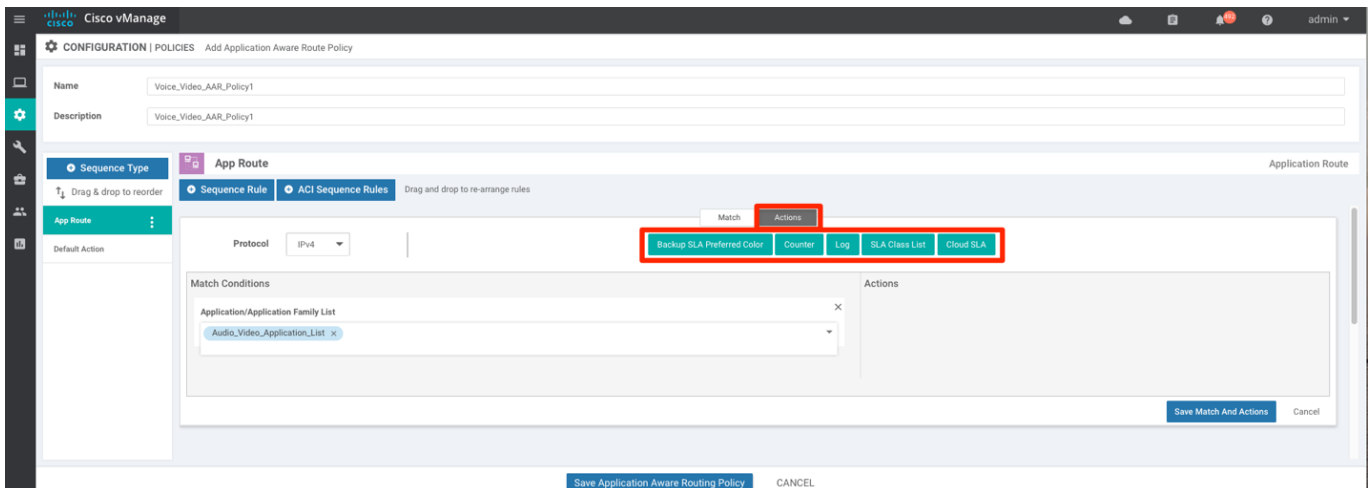 cisco Cisco vManage
admin
CONFIGURATION | POLICIES Add Application Aware Route Policy
Name Voice_Video_AAR_Policy1
Description Voice_Video_AAR_Policy1
Sequence Type
Drag & drop to reorder
App Route
Default Action
App Route Application Route
Sequence Rule ACI Sequence Rules Drag and drop to re-arrange rules
Match Actions
Protocol IPv4 Backup SLA Preferred Color Counter Log SLA Class List Cloud SLA
Match Conditions Actions
Application/Application Family List
Audio_Video_Application_List ×
Save Match And Actions Cancel
Save Application Aware Routing Policy CANCEL